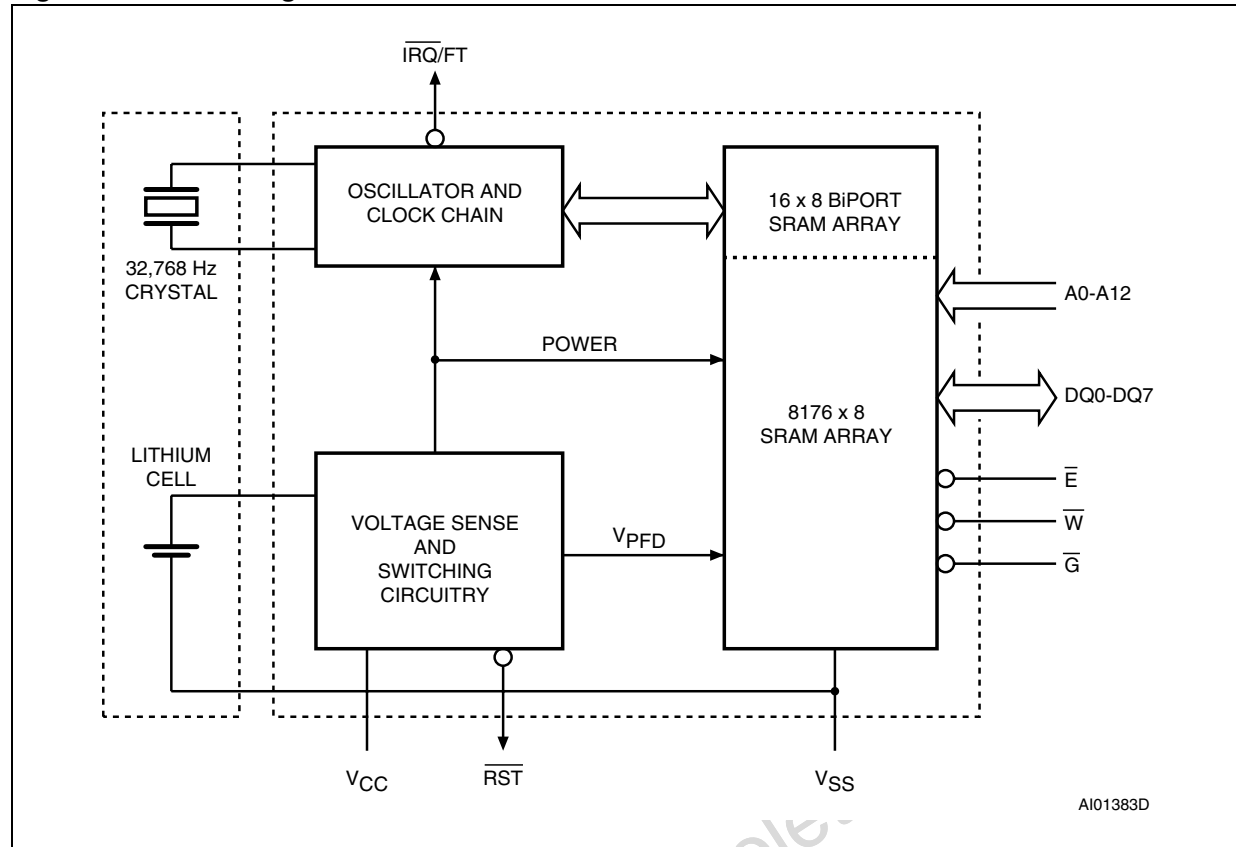 IRQ/FT
OSCILLATOR AND
CLOCK CHAIN
16 x 8 BiPORT
SRAM ARRAY
32,768 Hz
CRYSTAL
A0-A12
POWER
DQ0-DQ7
8176 x 8
SRAM ARRAY
LITHIUM
CELL
E
VOLTAGE SENSE
AND
SWITCHING
CIRCUITRY
VPFD
W
G
VCC
RST
VSS
AI01383D